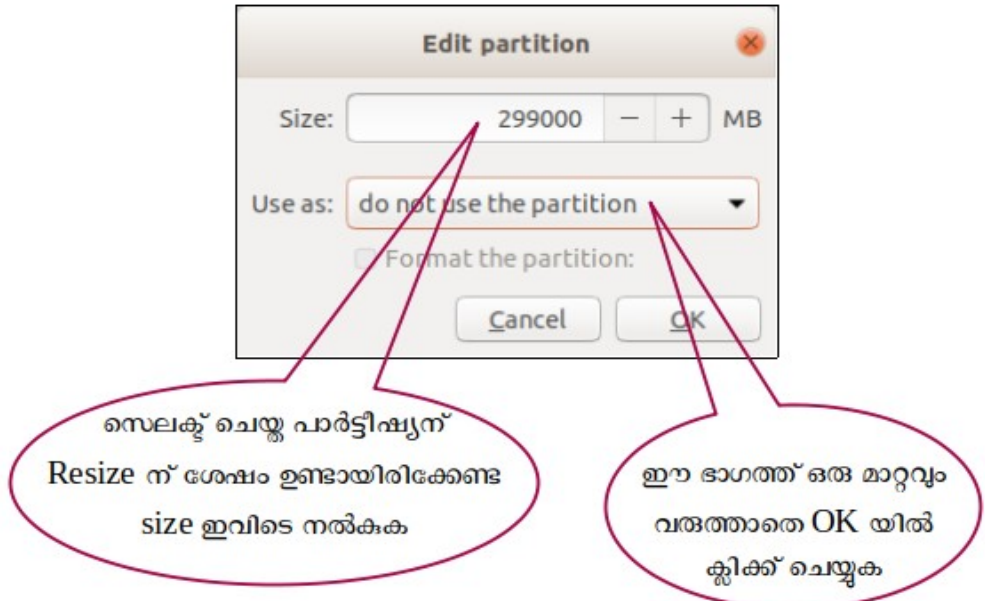 Edit partition
Size: 299000 − + MB
Use as: do not use the partition
Format the partition:
Cancel OK
സെലക്ട് ചെയ്ത പാർട്ടീഷ്യന്
Resize ന് ശേഷം ഉണ്ടായിരിക്കേണ്ട
size ഇവിടെ നൽകുക
ഈ ഭാഗത്ത് ഒരു മാറ്റവും
വരുത്താതെ OK യിൽ
ക്ലിക്ക് ചെയ്യുക